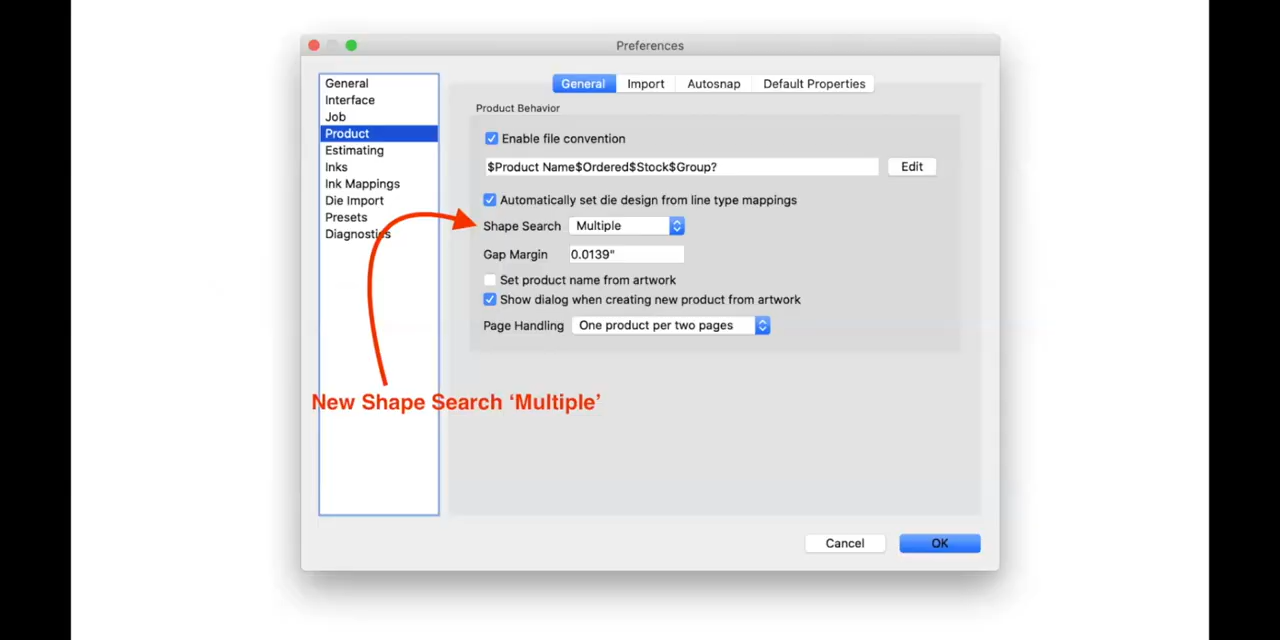 Preferences
General
Interface
Job
Product
Estimating
Inks
Ink Mappings
Die Import
Presets
Diagnostics
General Import Autosnap Default Properties
Product Behavior
Enable file convention
$Product Name$Ordered$Stock$Group? Edit
Automatically set die design from line type mappings
Shape Search Multiple
Gap Margin 0.0139"
Set product name from artwork
Show dialog when creating new product from artwork
Page Handling One product per two pages
New Shape Search ‘Multiple’
Cancel OK